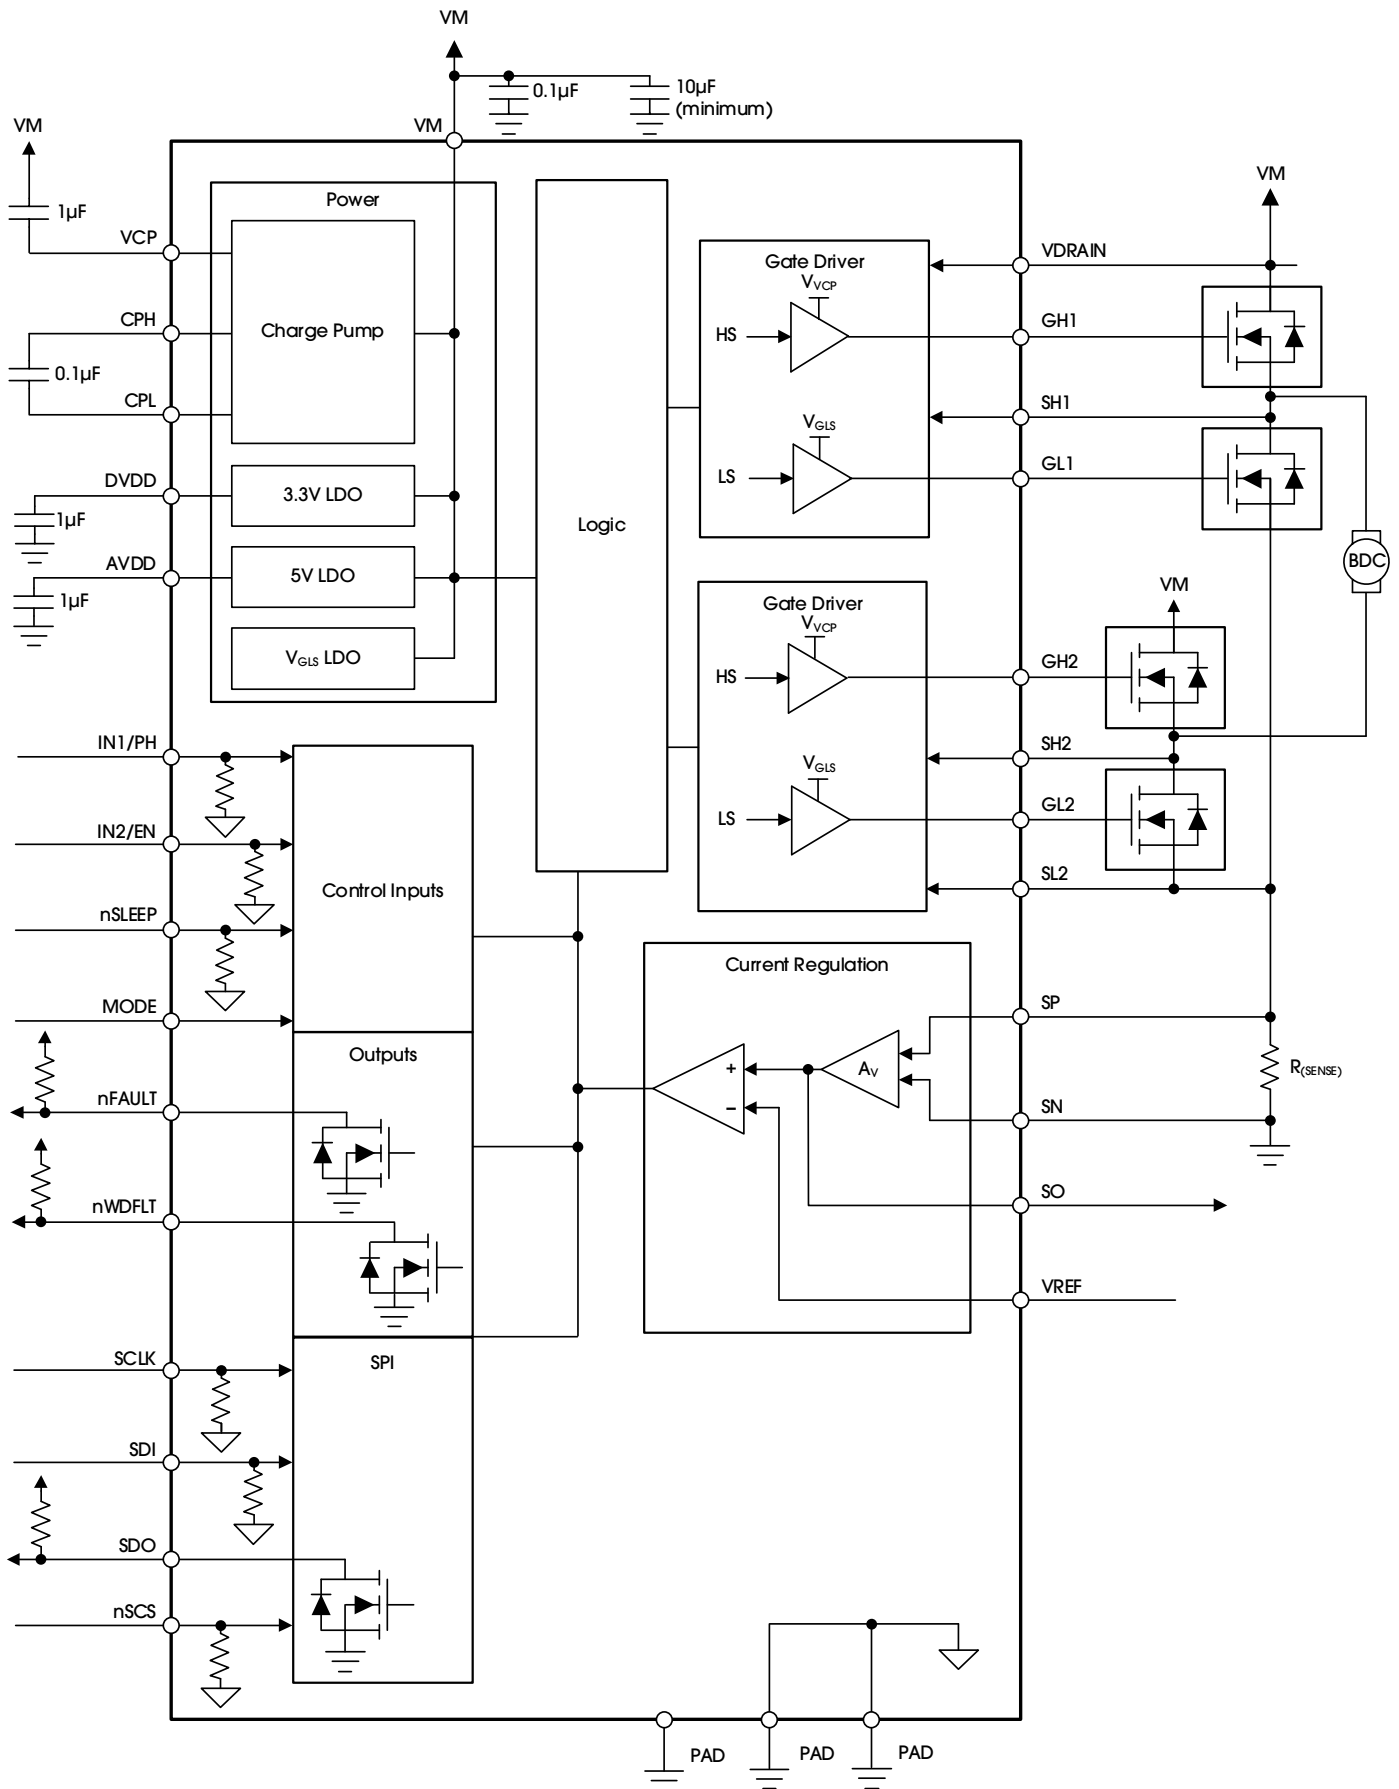 VM
0.1µF
10µF
(minimum)
VM
VM
1µF
VCP
CPH
0.1µF
CPL
DVDD
1µF
AVDD
1µF
Power
Charge Pump
3.3V LDO
5V LDO
VGLS LDO
Logic
Gate Driver
VVCP
HS
VGLS
LS
Gate Driver
VVCP
HS
VGLS
LS
VM
VDRAIN
GH1
SH1
GL1
BDC
VM
GH2
SH2
GL2
SL2
IN1/PH
IN2/EN
nSLEEP
MODE
Control Inputs
nFAULT
nWDFLT
Outputs
Current Regulation
+
−
AV
SP
R(SENSE)
SN
SO
VREF
SCLK
SDI
SDO
nSCS
SPI
PAD
PAD
PAD